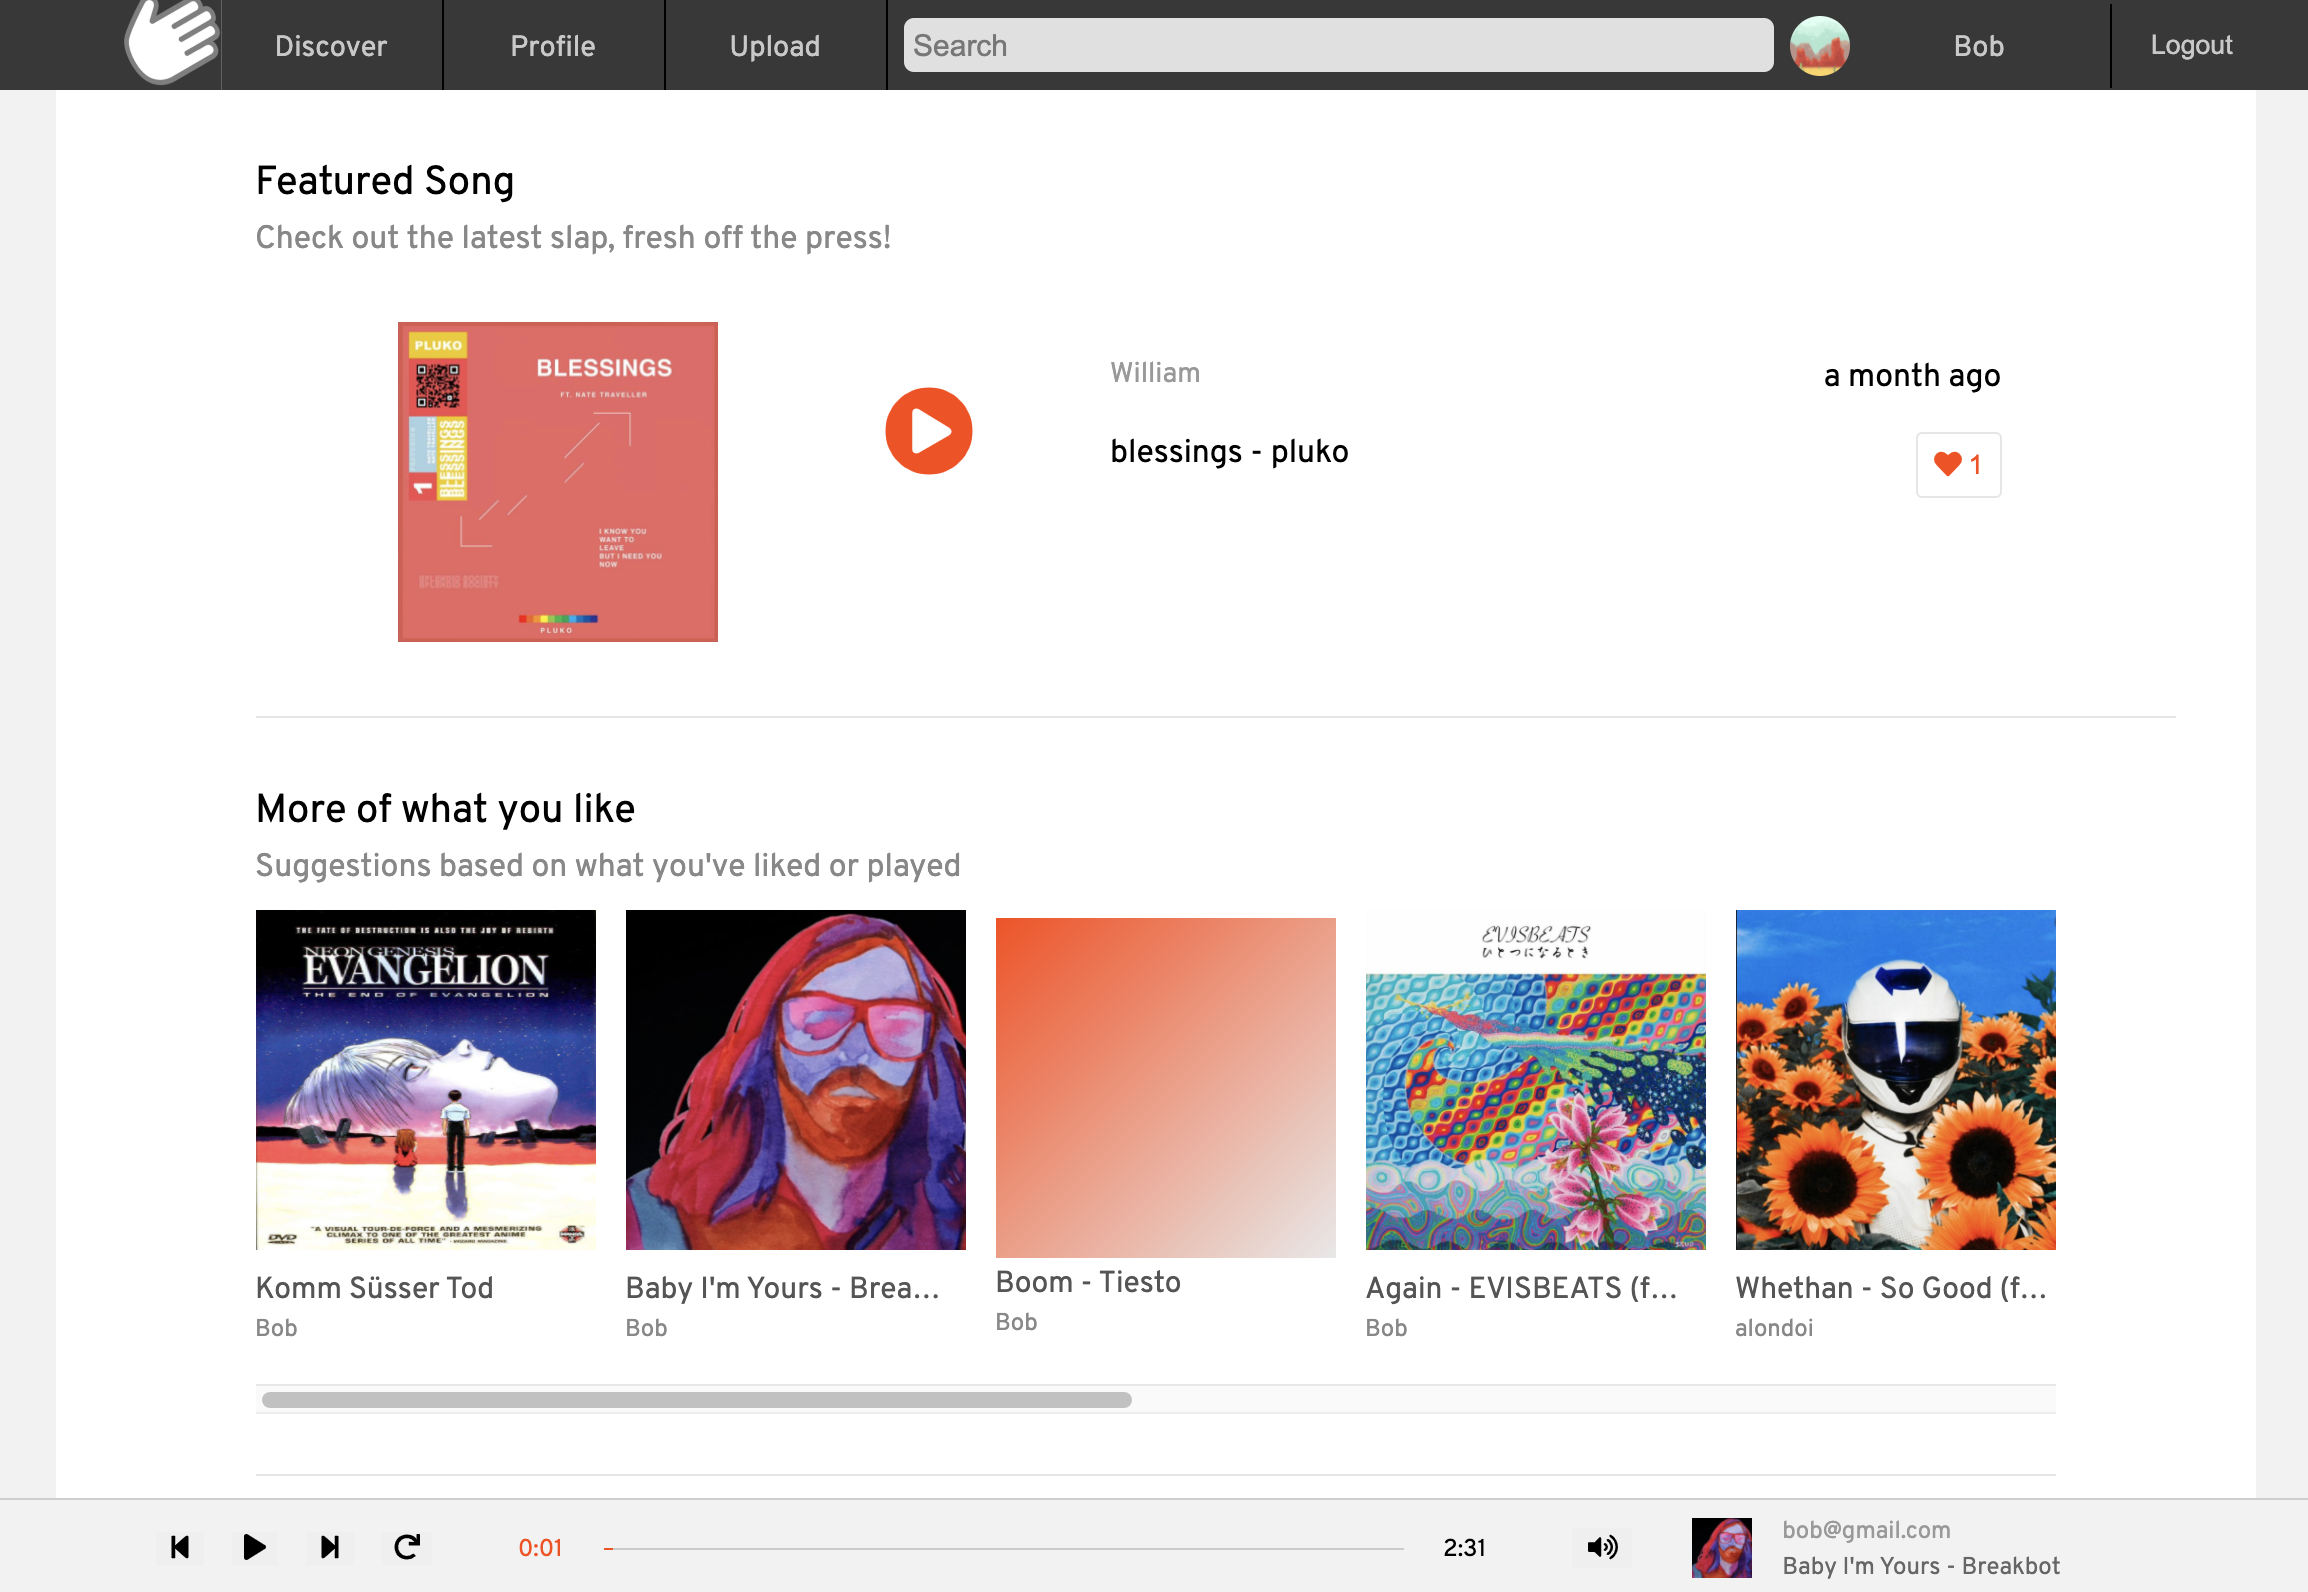 Discover
Profile
Upload
Search
Bob
Logout
Featured Song
Check out the latest slap, fresh off the press!
PLUKO
BLESSINGS
FT. NATE TRAVELLER
BLESSINGS
BLESSINGS
1
I KNOW YOU
WANT TO
LEAVE
BUT I NEED YOU
NOW
PLUKO
William
blessings - pluko
a month ago
1
More of what you like
Suggestions based on what you've liked or played
THE FATE OF DESTRUCTION IS ALSO THE JOY OF REBIRTH
NEON GENESIS
EVANGELION
THE END OF EVANGELION
"A VISUAL TOUR-DE-FORCE AND A MESMERIZING
CLIMAX TO ONE OF THE GREATEST ANIME
SERIES OF ALL TIME"
DVD
EVISBEATS
ひとつになるとき
Komm Süsser Tod
Bob
Baby I'm Yours - Brea...
Bob
Boom - Tiesto
Bob
Again - EVISBEATS (f...
Bob
Whethan - So Good (f...
alondoi
0:01
2:31
bob@gmail.com
Baby I'm Yours - Breakbot